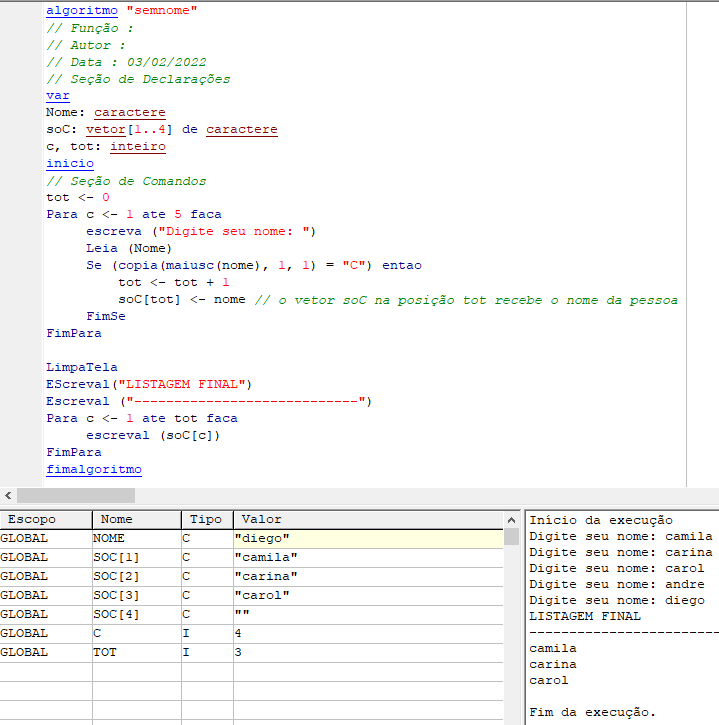 algoritmo "semnome"
// Função :
// Autor :
// Data : 03/02/2022
// Seção de Declarações
var
Nome: caractere
soC: vetor[1..4] de caractere
c, tot: inteiro
inicio
// Seção de Comandos
tot <- 0
Para c <- 1 ate 5 faca
escreva ("Digite seu nome: ")
Leia (Nome)
Se (copia(maiusc(nome), 1, 1) = "C") entao
tot <- tot + 1
soC[tot] <- nome // o vetor soC na posição tot recebe o nome da pessoa
FimSe
FimPara
LimpaTela
EScreval("LISTAGEM FINAL")
Escreval ("----------------------------")
Para c <- 1 ate tot faca
escreval (soC[c])
FimPara
fimalgoritmo
Escopo Nome Tipo Valor
GLOBAL NOME C "diego"
GLOBAL SOC[1] C "camila"
GLOBAL SOC[2] C "carina"
GLOBAL SOC[3] C "carol"
GLOBAL SOC[4] C ""
GLOBAL C I 4
GLOBAL TOT I 3
Início da execução
Digite seu nome: camila
Digite seu nome: carina
Digite seu nome: carol
Digite seu nome: andre
Digite seu nome: diego
LISTAGEM FINAL
------------------------
camila
carina
carol
Fim da execução.